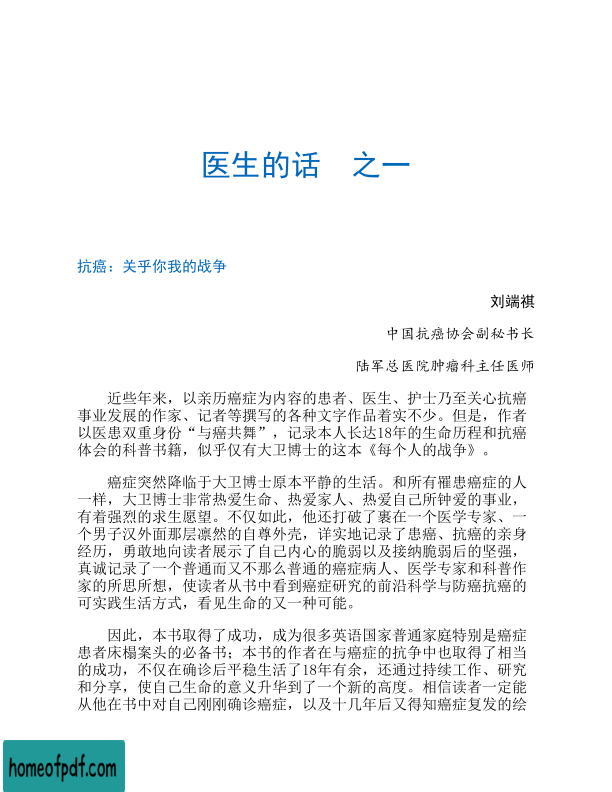 医生的话　之一
抗癌：关乎你我的战争
刘端祺
中国抗癌协会副秘书长
陆军总医院肿瘤科主任医师
近些年来，以亲历癌症为内容的患者、医生、护士乃至关心抗癌
事业发展的作家、记者等撰写的各种文字作品着实不少。但是，作者
以医患双重身份“与癌共舞”，记录本人长达18年的生命历程和抗癌
体会的科普书籍，似乎仅有大卫博士的这本《每个人的战争》。
癌症突然降临于大卫博士原本平静的生活。和所有罹患癌症的人
一样，大卫博士非常热爱生命、热爱家人、热爱自己所钟爱的事业，
有着强烈的求生愿望。不仅如此，他还打破了裹在一个医学专家、一
个男子汉外面那层凛然的自尊外壳，详实地记录了患癌、抗癌的亲身
经历，勇敢地向读者展示了自己内心的脆弱以及接纳脆弱后的坚强，
真诚记录了一个普通而又不那么普通的癌症病人、医学专家和科普作
家的所思所想，使读者从书中看到癌症研究的前沿科学与防癌抗癌的
可实践生活方式，看见生命的又一种可能。
因此，本书取得了成功，成为很多英语国家普通家庭特别是癌症
患者床榻案头的必备书；本书的作者在与癌症的抗争中也取得了相当
的成功，不仅在确诊后平稳生活了18年有余，还通过持续工作、研究
和分享，使自己生命的意义升华到了一个新的高度。相信读者一定能
从他在书中对自己刚刚确诊癌症，以及十几年后又得知癌症复发的绘
homeofpdf.com